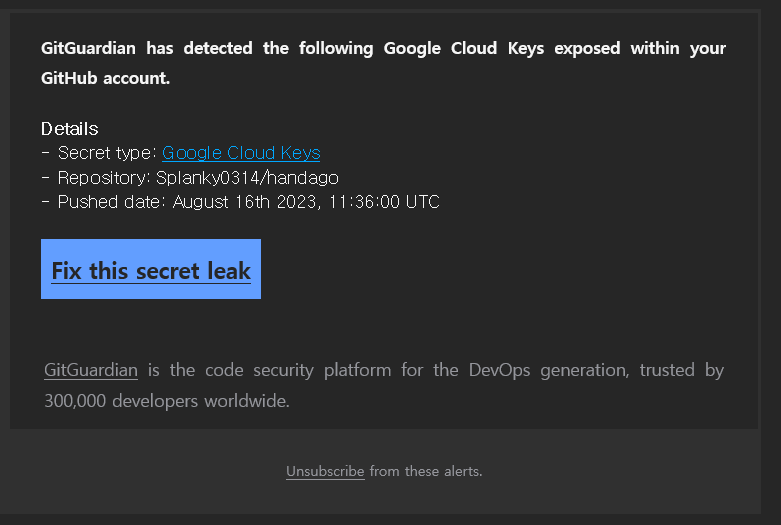 GitGuardian has detected the following Google Cloud Keys exposed within your
GitHub account.
Details
- Secret type: Google Cloud Keys
- Repository: Splanky0314/handago
- Pushed date: August 16th 2023, 11:36:00 UTC
Fix this secret leak
GitGuardian is the code security platform for the DevOps generation, trusted by
300,000 developers worldwide.
Unsubscribe from these alerts.